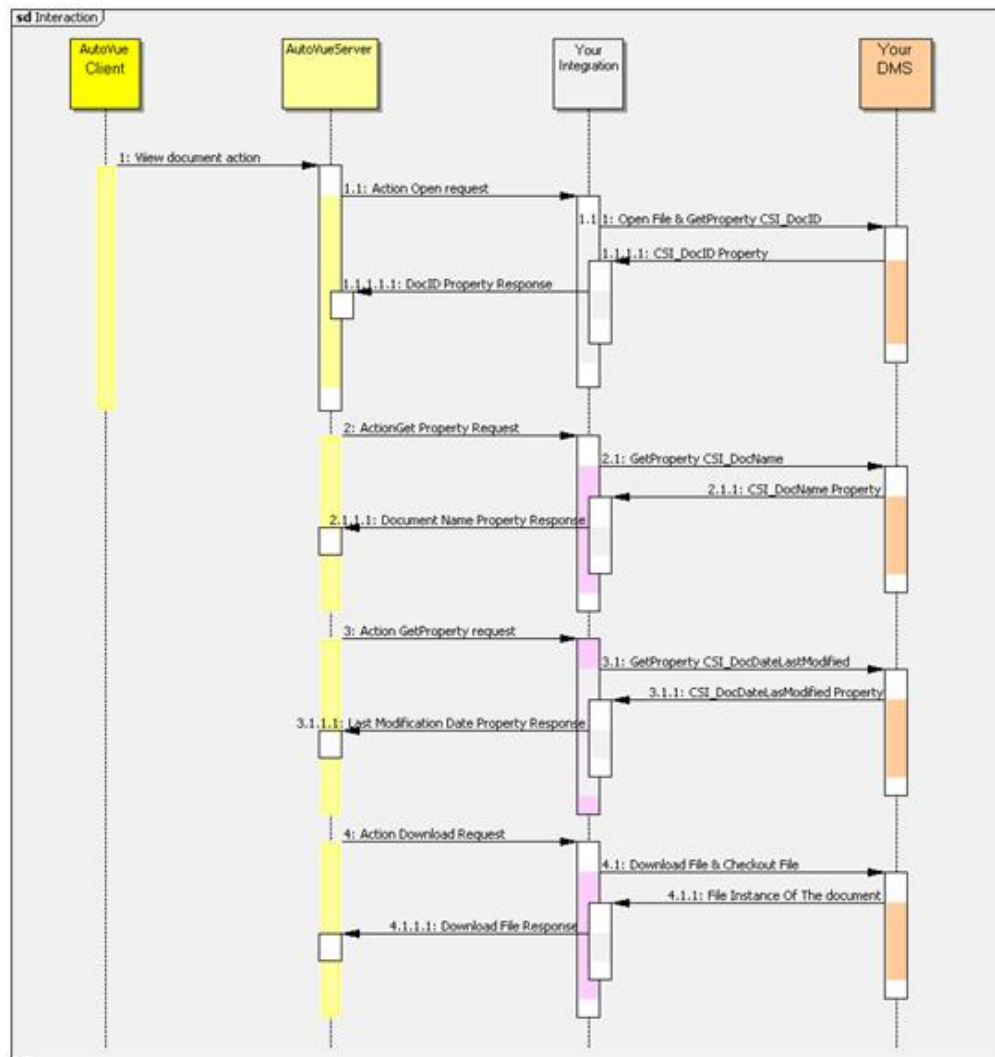 sd Interaction
AutoVue
Client
AutoVueServer
Your
Integration
Your
DMS
1: View document action
1.1: Action Open request
1.1.1: Open File & GetProperty CSI_DocID
1.1.1.1: CSI_DocID Property
1.1.1.1.1: DocID Property Response
2: ActionGet Property Request
2.1: GetProperty CSI_DocName
2.1.1: CSI_DocName Property
2.1.1.1: Document Name Property Response
3: Action GetProperty request
3.1: GetProperty CSI_DocDateLastModified
3.1.1: CSI_DocDateLasModified Property
3.1.1.1: Last Modification Date Property Response
4: Action Download Request
4.1: Download File & Checkout File
4.1.1: File Instance Of The document
4.1.1.1: Download File Response